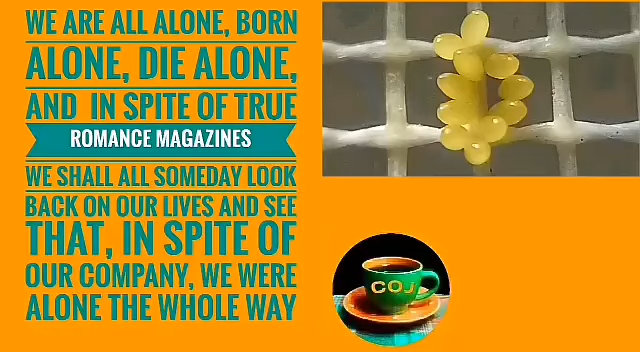 WE ARE ALL ALONE, BORN
ALONE, DIE ALONE,
AND IN SPITE OF TRUE
ROMANCE MAGAZINES
WE SHALL ALL SOMEDAY LOOK
BACK ON OUR LIVES AND SEE
THAT, IN SPITE OF
OUR COMPANY, WE WERE
ALONE THE WHOLE WAY
COJ